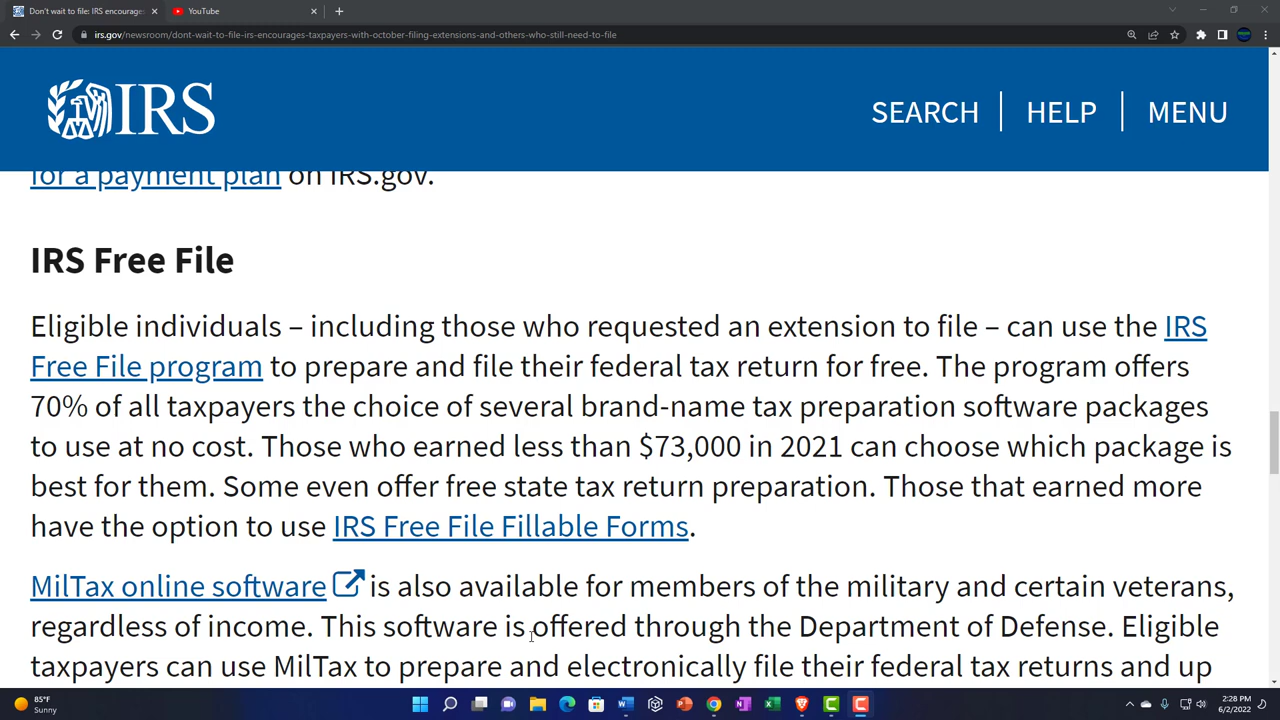 Don't wait to file: IRS encourages
YouTube
irs.gov/newsroom/dont-wait-to-file-irs-encourages-taxpayers-with-october-filing-extensions-and-others-who-still-need-to-file
IRS
SEARCH
HELP
MENU
for a payment plan on IRS.gov.
IRS Free File
Eligible individuals – including those who requested an extension to file – can use the IRS
Free File program to prepare and file their federal tax return for free. The program offers
70% of all taxpayers the choice of several brand-name tax preparation software packages
to use at no cost. Those who earned less than $73,000 in 2021 can choose which package is
best for them. Some even offer free state tax return preparation. Those that earned more
have the option to use IRS Free File Fillable Forms.
MilTax online software is also available for members of the military and certain veterans,
regardless of income. This software is offered through the Department of Defense. Eligible
taxpayers can use MilTax to prepare and electronically file their federal tax returns and up
85°F
Sunny
2:28 PM
6/2/2022